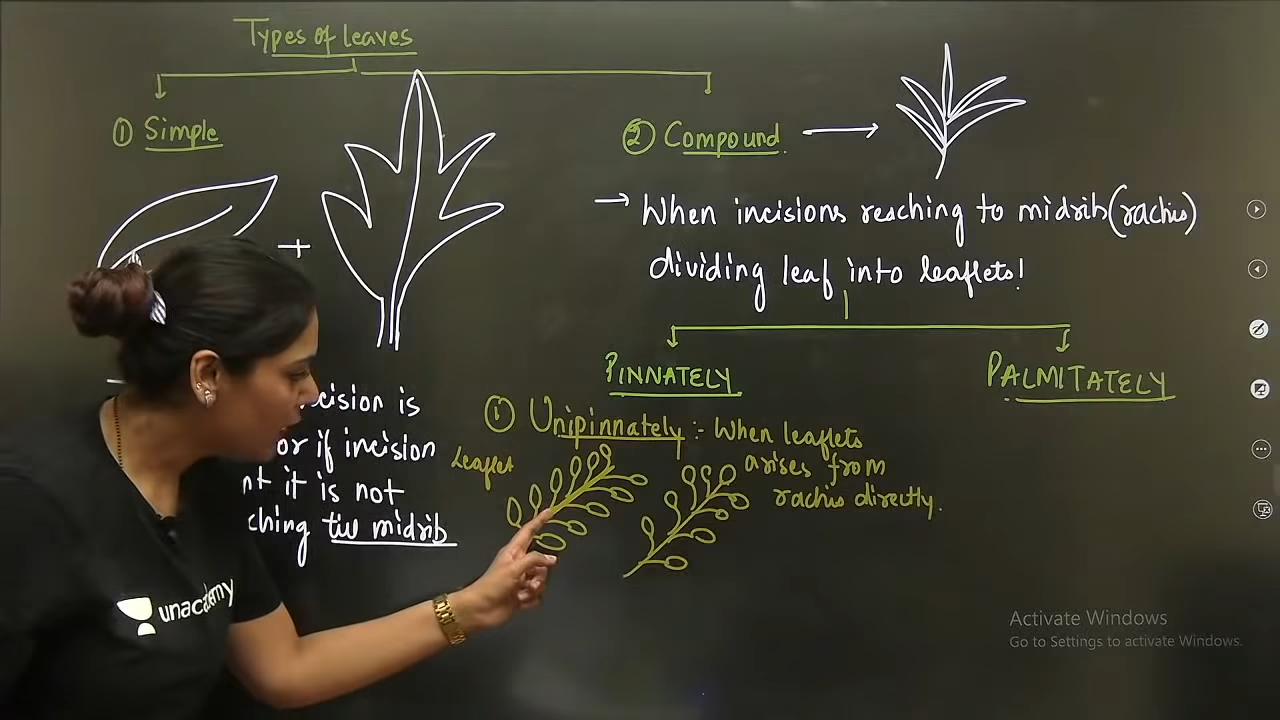 Types of leaves
① Simple
② Compound
→ When incisions reaching to midrib (rachis)
dividing leaf into leaflets!
+
PINNATELY
PALMITATELY
cision is
or if incision
nt it is not
ching till midrib
① Unipinnately :- When leaflets
arises from
rachis directly.
Leaflet
unacademy
Activate Windows
Go to Settings to activate Windows.